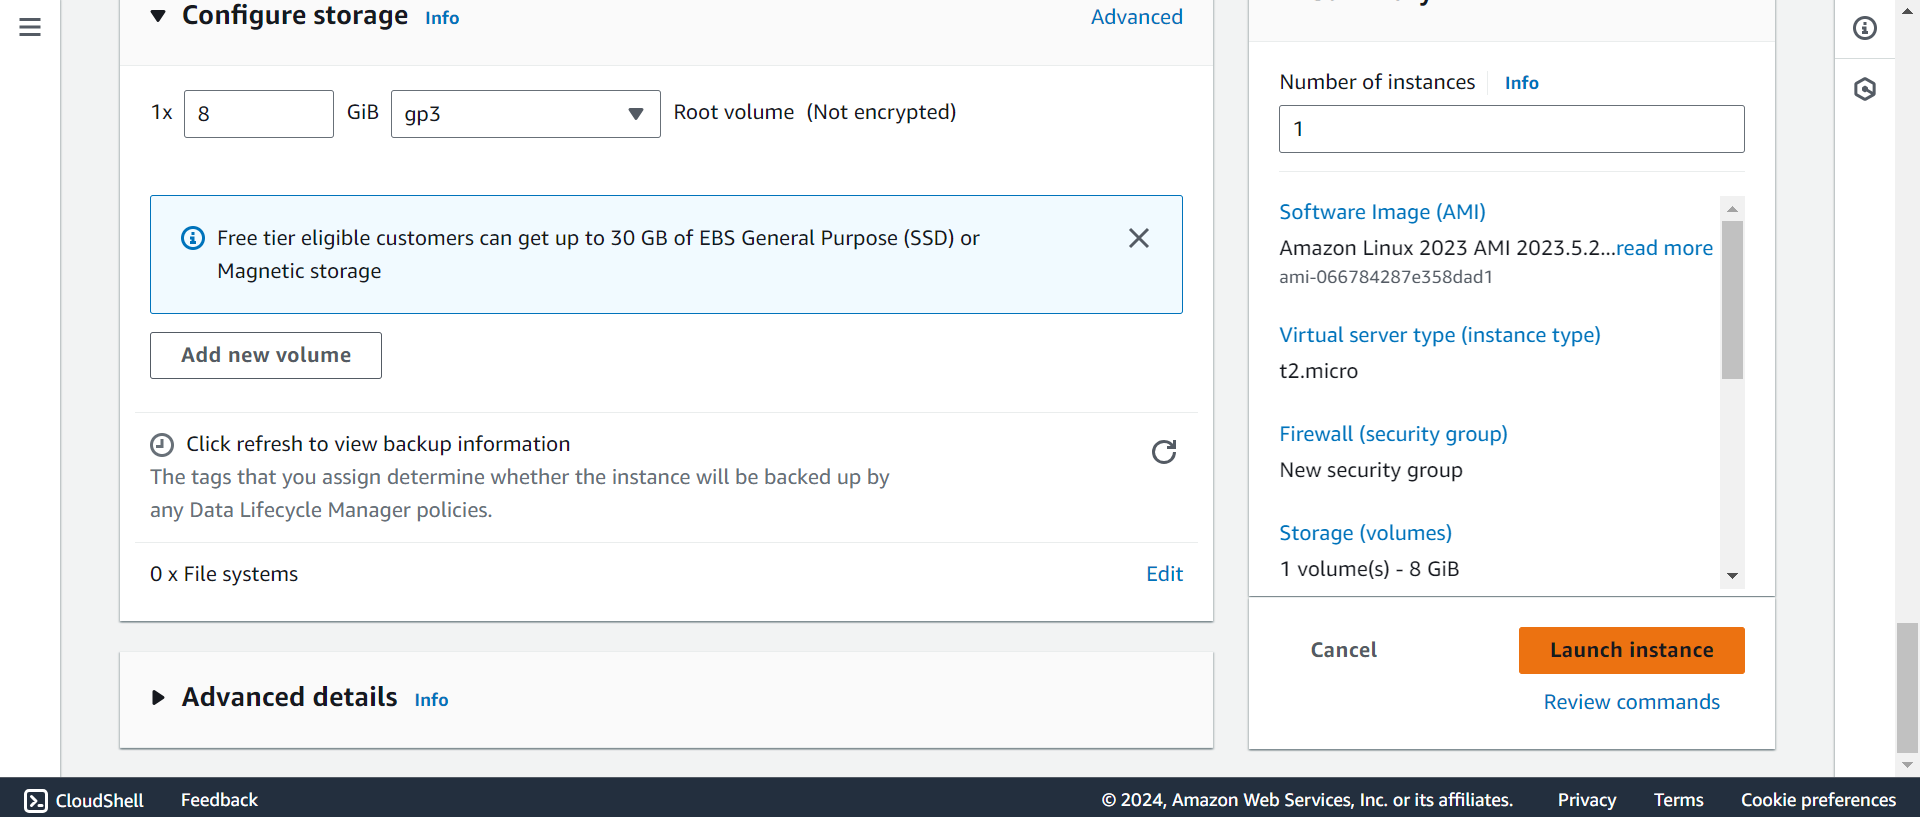 Configure storage Info Advanced
1x 8 GiB gp3 Root volume (Not encrypted)
Free tier eligible customers can get up to 30 GB of EBS General Purpose (SSD) or
Magnetic storage
Add new volume
Click refresh to view backup information
The tags that you assign determine whether the instance will be backed up by
any Data Lifecycle Manager policies.
0 x File systems Edit
Advanced details Info
Number of instances Info
1
Software Image (AMI)
Amazon Linux 2023 AMI 2023.5.2...read more
ami-066784287e358dad1
Virtual server type (instance type)
t2.micro
Firewall (security group)
New security group
Storage (volumes)
1 volume(s) - 8 GiB
Cancel Launch instance
Review commands
CloudShell Feedback © 2024, Amazon Web Services, Inc. or its affiliates. Privacy Terms Cookie preferences